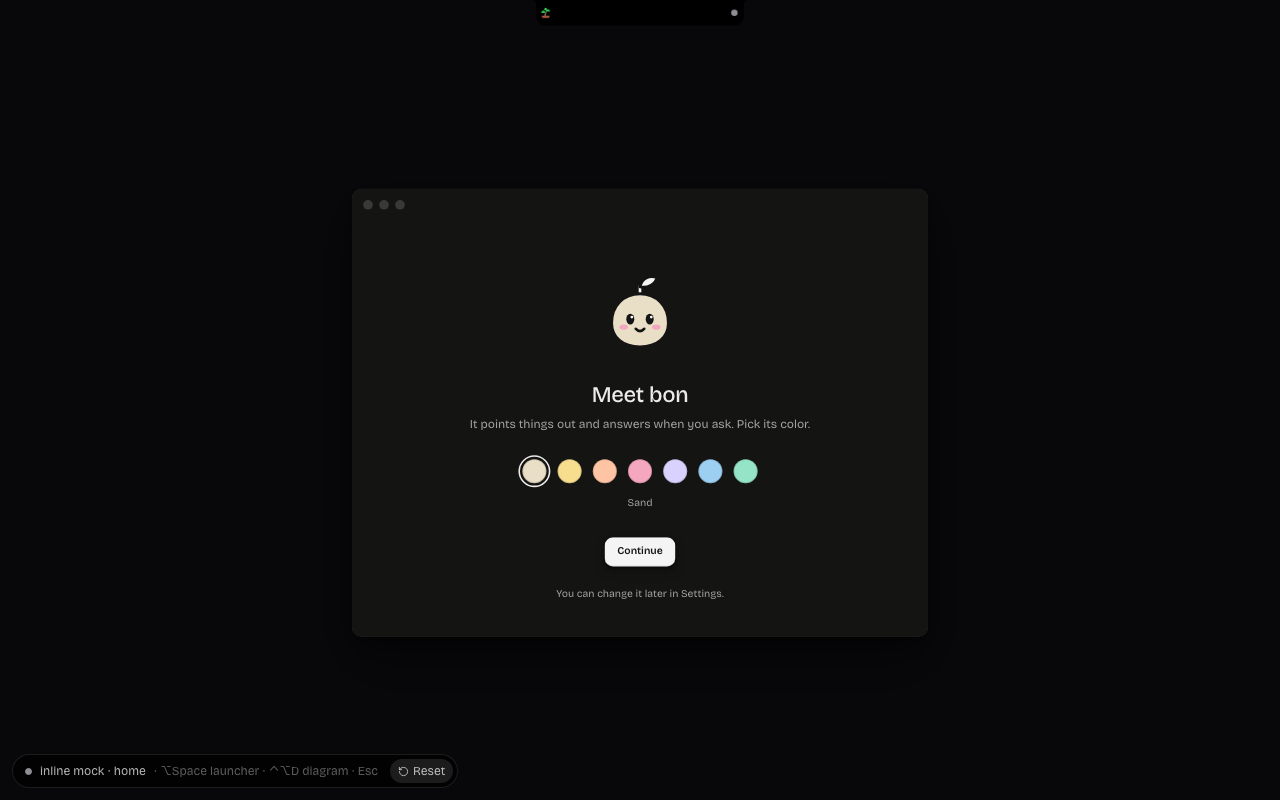 Meet bon
It points things out and answers when you ask. Pick its color.
Sand
Continue
You can change it later in Settings.
inline mock · home · ⌥Space launcher · ^⌥D diagram · Esc Reset